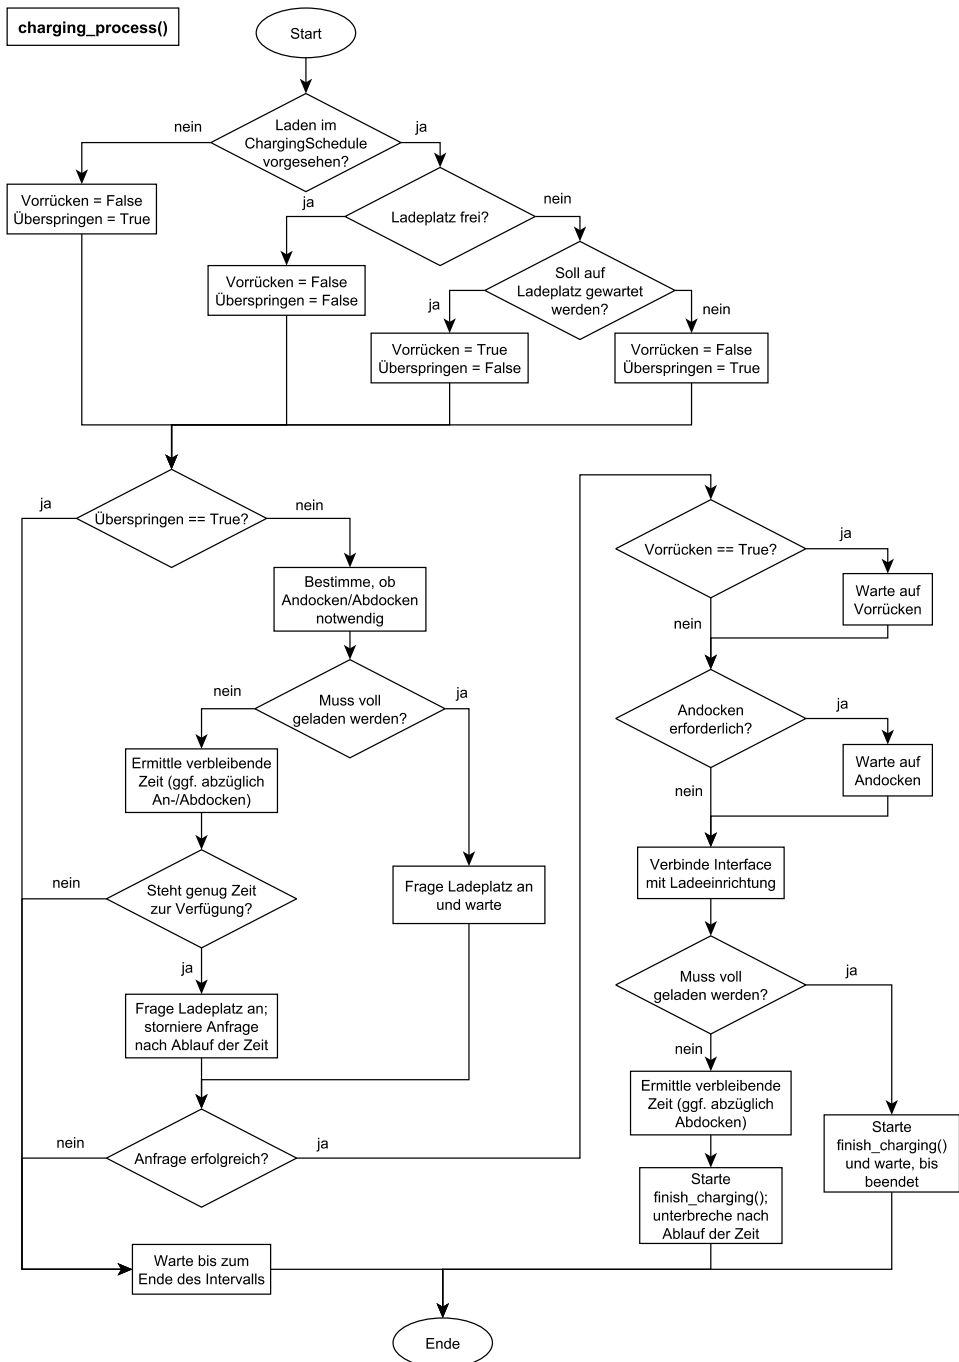 charging_process()
Start
nein
Laden im
ChargingSchedule
vorgesehen?
ja
Vorrücken = False
Überspringen = True
ja
Ladeplatz frei?
nein
Vorrücken = False
Überspringen = False
ja
Soll auf
Ladeplatz gewartet
werden?
nein
Vorrücken = True
Überspringen = False
Vorrücken = False
Überspringen = True
ja
Überspringen == True?
nein
Bestimme, ob
Andocken/Abdocken
notwendig
nein
Muss voll
geladen werden?
ja
Ermittle verbleibende
Zeit (ggf. abzüglich
An-/Abdocken)
nein
Steht genug Zeit
zur Verfügung?
ja
Frage Ladeplatz an
und warte
Frage Ladeplatz an;
storniere Anfrage
nach Ablauf der Zeit
nein
Anfrage erfolgreich?
ja
Warte bis zum
Ende des Intervalls
Vorrücken == True?
ja
Warte auf
Vorrücken
nein
Andocken
erforderlich?
ja
Warte auf
Andocken
nein
Verbinde Interface
mit Ladeeinrichtung
Muss voll
geladen werden?
ja
nein
Ermittle verbleibende
Zeit (ggf. abzüglich
Abdocken)
Starte
finish_charging()
und warte, bis
beendet
Starte
finish_charging();
unterbreche nach
Ablauf der Zeit
Ende